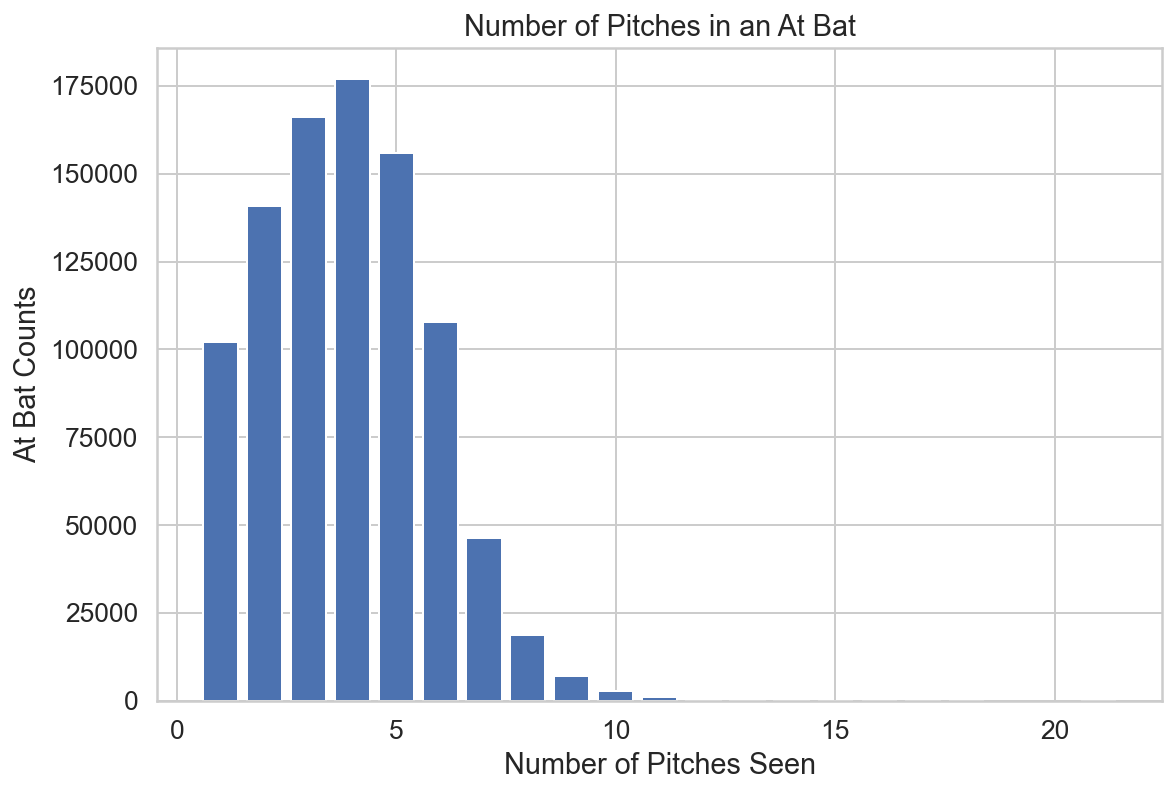 Number of Pitches in an At Bat
175000
150000
125000
100000
75000
50000
25000
0
At Bat Counts
0 5 10 15 20
Number of Pitches Seen